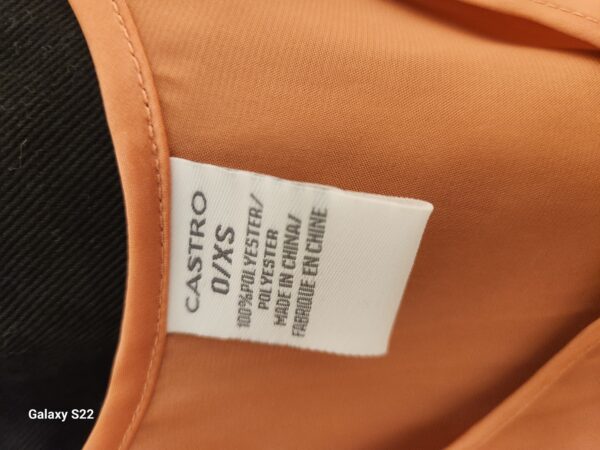 CASTRO
0/XS
100%POLYESTER/
POLYESTER
MADE IN CHINA/
FABRIQUE EN CHINE
Galaxy S22